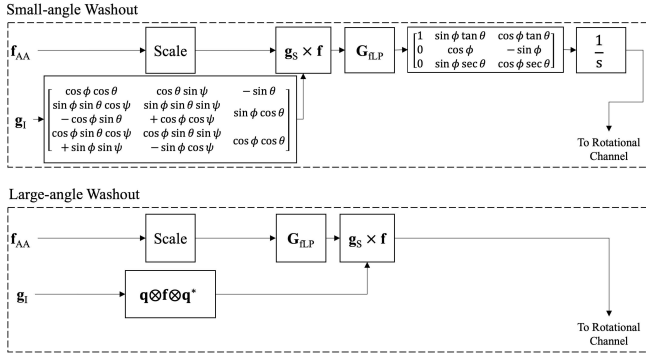 Small-angle Washout
f_AA
Scale
g_S × f
G_fLP
1 sin ϕ tan θ cos ϕ tan θ
0 cos ϕ − sin ϕ
0 sin ϕ sec θ cos ϕ sec θ
1
s
g_I
cos ϕ cos θ cos θ sin ψ − sin θ
sin ϕ sin θ cos ψ sin ϕ sin θ sin ψ sin ϕ cos θ
− cos ϕ sin θ + cos ϕ cos ψ
cos ϕ sin θ cos ψ cos ϕ sin θ sin ψ cos ϕ cos θ
+ sin ϕ sin ψ − sin ϕ cos ψ
To Rotational
Channel
Large-angle Washout
f_AA
Scale
G_fLP
g_S × f
g_I
q⊗f⊗q*
To Rotational
Channel